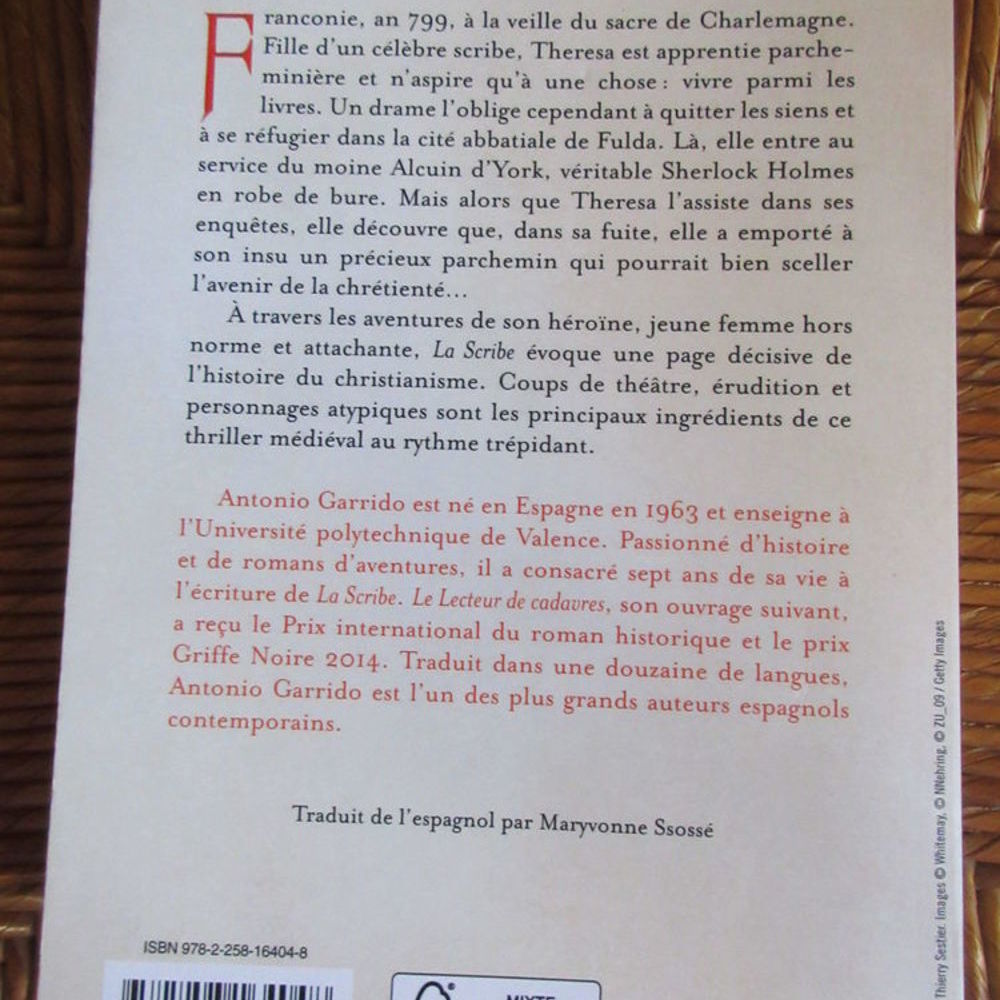 Franconie, an 799, à la veille du sacre de Charlemagne.
Fille d'un célèbre scribe, Theresa est apprentie parche-
minière et n'aspire qu'à une chose : vivre parmi les
livres. Un drame l'oblige cependant à quitter les siens et
à se réfugier dans la cité abbatiale de Fulda. Là, elle entre au
service du moine Alcuin d'York, véritable Sherlock Holmes
en robe de bure. Mais alors que Theresa l'assiste dans ses
enquêtes, elle découvre que, dans sa fuite, elle a emporté à
son insu un précieux parchemin qui pourrait bien sceller
l'avenir de la chrétienté...
À travers les aventures de son héroïne, jeune femme hors
norme et attachante, La Scribe évoque une page décisive de
l'histoire du christianisme. Coups de théâtre, érudition et
personnages atypiques sont les principaux ingrédients de ce
thriller médiéval au rythme trépidant.
Antonio Garrido est né en Espagne en 1963 et enseigne à
l'Université polytechnique de Valence. Passionné d'histoire
et de romans d'aventures, il a consacré sept ans de sa vie à
l'écriture de La Scribe. Le Lecteur de cadavres, son ouvrage suivant,
a reçu le Prix international du roman historique et le prix
Griffe Noire 2014. Traduit dans une douzaine de langues,
Antonio Garrido est l'un des plus grands auteurs espagnols
contemporains.
Traduit de l'espagnol par Maryvonne Ssossé
ISBN 978-2-258-16404-8
MIXTE
Thierry Sestier. Images © Whitemay, © NNehring, © ZU_09 / Getty Images